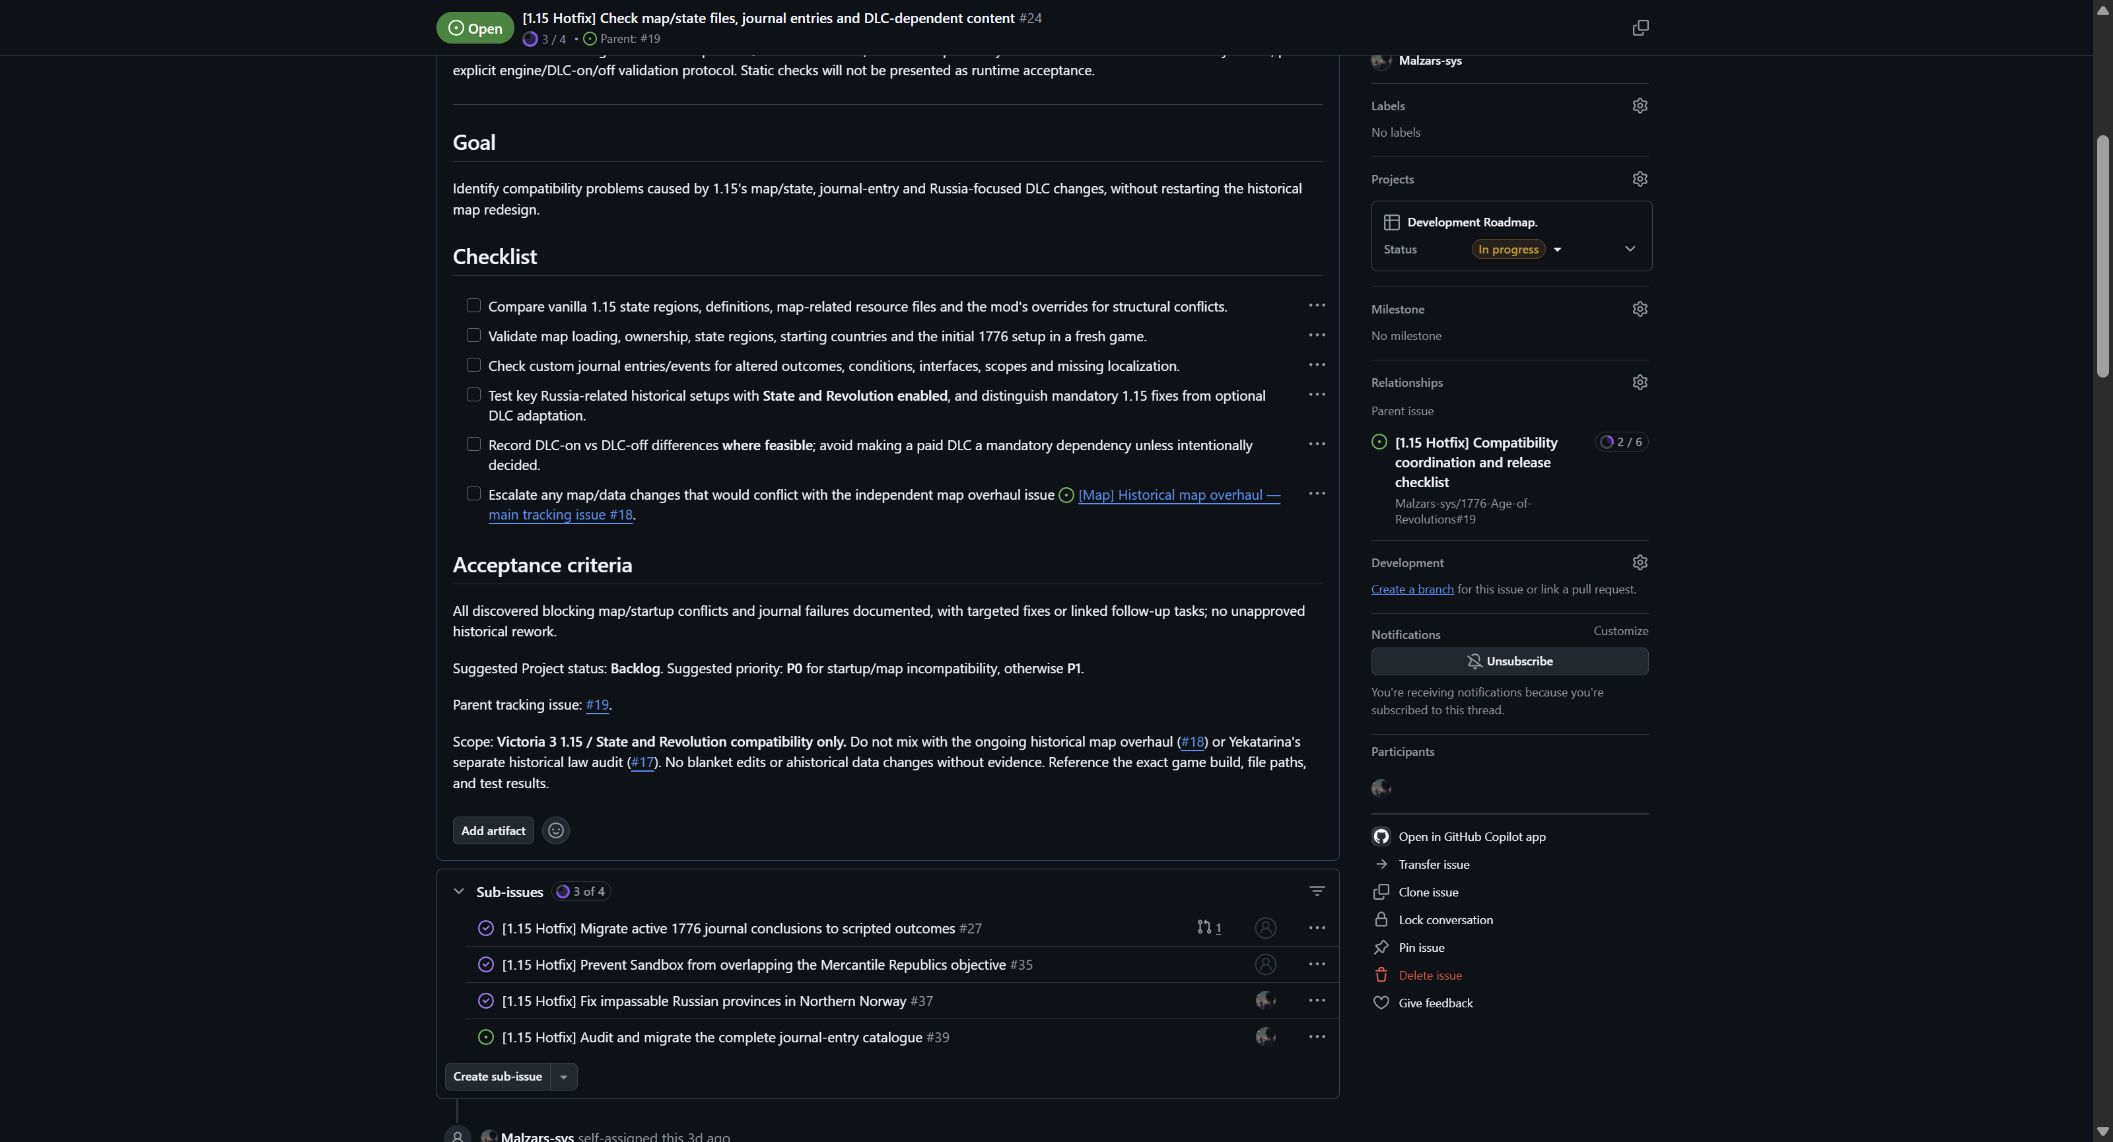 Open
[1.15 Hotfix] Check map/state files, journal entries and DLC-dependent content #24
3 / 4 • Parent: #19
explicit engine/DLC-on/off validation protocol. Static checks will not be presented as runtime acceptance.
Goal
Identify compatibility problems caused by 1.15's map/state, journal-entry and Russia-focused DLC changes, without restarting the historical
map redesign.
Checklist
Compare vanilla 1.15 state regions, definitions, map-related resource files and the mod's overrides for structural conflicts.
Validate map loading, ownership, state regions, starting countries and the initial 1776 setup in a fresh game.
Check custom journal entries/events for altered outcomes, conditions, interfaces, scopes and missing localization.
Test key Russia-related historical setups with State and Revolution enabled, and distinguish mandatory 1.15 fixes from optional
DLC adaptation.
Record DLC-on vs DLC-off differences where feasible; avoid making a paid DLC a mandatory dependency unless intentionally
decided.
Escalate any map/data changes that would conflict with the independent map overhaul issue [Map] Historical map overhaul —
main tracking issue #18.
Acceptance criteria
All discovered blocking map/startup conflicts and journal failures documented, with targeted fixes or linked follow-up tasks; no unapproved
historical rework.
Suggested Project status: Backlog. Suggested priority: P0 for startup/map incompatibility, otherwise P1.
Parent tracking issue: #19.
Scope: Victoria 3 1.15 / State and Revolution compatibility only. Do not mix with the ongoing historical map overhaul (#18) or Yekatarina's
separate historical law audit (#17). No blanket edits or ahistorical data changes without evidence. Reference the exact game build, file paths,
and test results.
Add artifact
Sub-issues 3 of 4
[1.15 Hotfix] Migrate active 1776 journal conclusions to scripted outcomes #27 1
[1.15 Hotfix] Prevent Sandbox from overlapping the Mercantile Republics objective #35
[1.15 Hotfix] Fix impassable Russian provinces in Northern Norway #37
[1.15 Hotfix] Audit and migrate the complete journal-entry catalogue #39
Create sub-issue
Malzars-sys self-assigned this 3d ago
Malzars-sys
Labels
No labels
Projects
Development Roadmap.
Status In progress
Milestone
No milestone
Relationships
Parent issue
[1.15 Hotfix] Compatibility 2 / 6
coordination and release
checklist
Malzars-sys/1776-Age-of-
Revolutions#19
Development
Create a branch for this issue or link a pull request.
Notifications Customize
Unsubscribe
You're receiving notifications because you're
subscribed to this thread.
Participants
Open in GitHub Copilot app
Transfer issue
Clone issue
Lock conversation
Pin issue
Delete issue
Give feedback